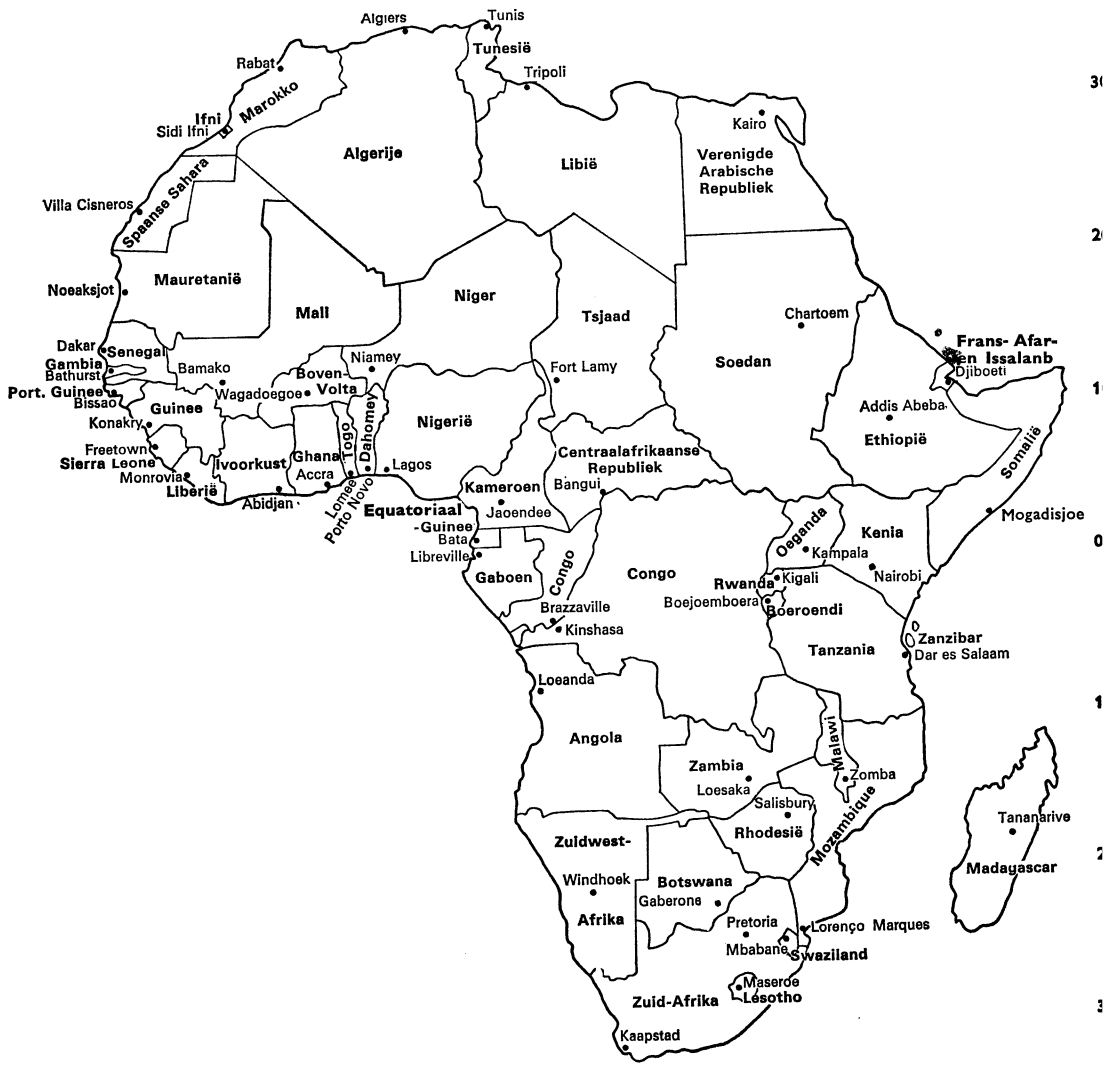 Algiers
Tunis
Tunesië
Rabat
Tripoli
Marokko
Ifni
Sidi Ifni
Kairo
Algerije
Libië
Verenigde
Arabische
Republiek
Spaanse Sahara
Villa Cisneros
Mauretanië
Noeaksjot
Mali
Niger
Tsjaad
Chartoem
Soedan
Frans- Afar-
en Issalanb
Djiboeti
Dakar
Senegal
Gambia
Bathurst
Port. Guinee
Bissao
Bamako
Niamey
Boven-
Volta
Wagadoegoe
Fort Lamy
Guinee
Konakry
Freetown
Sierra Leone
Monrovia
Liberië
Ivoorkust
Abidjan
Ghana
Accra
Togo
Lomee
Dahomey
Porto Novo
Lagos
Nigerië
Addis Abeba
Ethiopië
Somalië
Mogadisjoe
Centraalafrikaanse
Republiek
Bangui
Kameroen
Jaoendee
Equatoriaal
-Guinee
Bata
Libreville
Gaboen
Congo
Brazzaville
Kinshasa
Congo
Oeganda
Kampala
Kenia
Nairobi
Rwanda
Kigali
Boejoemboera
Boeroendi
Tanzania
Zanzibar
Dar es Salaam
Loeanda
Angola
Zambia
Loesaka
Malawi
Zomba
Mozambique
Salisbury
Rhodesië
Tananarive
Madagascar
Zuidwest-
Afrika
Windhoek
Botswana
Gaberone
Pretoria
Mbabane
Lorenço Marques
Swaziland
Maseroe
Lesotho
Zuid-Afrika
Kaapstad
0